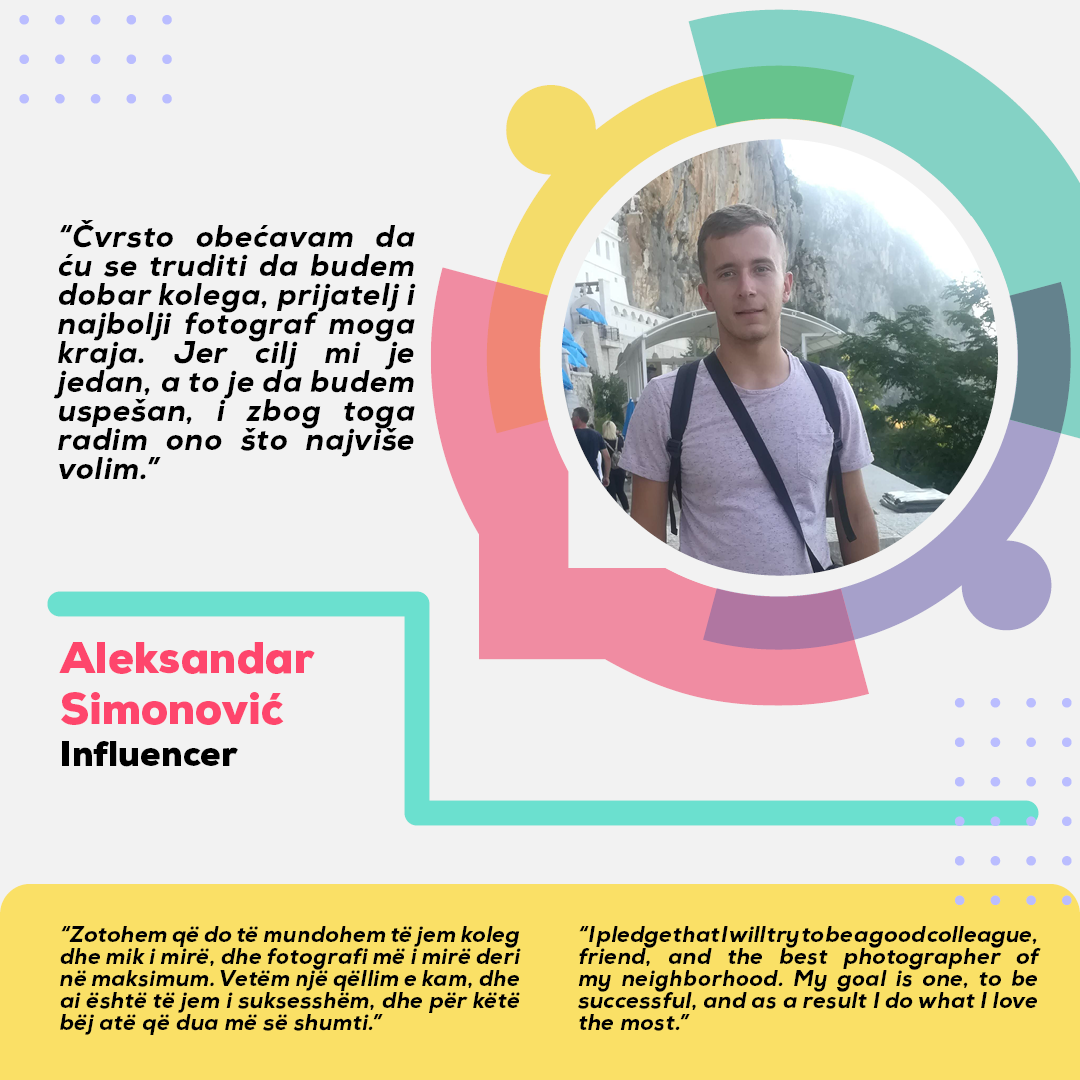 “Čvrsto obećavam da
ću se truditi da budem
dobar kolega, prijatelj i
najbolji fotograf moga
kraja. Jer cilj mi je
jedan, a to je da budem
uspešan, i zbog toga
radim ono što najviše
volim.”
Aleksandar
Simonović
Influencer
“Zotohem që do të mundohem të jem koleg
dhe mik i mirë, dhe fotografi më i mirë deri
në maksimum. Vetëm një qëllim e kam, dhe
ai është të jem i suksesshëm, dhe për këtë
bëj atë që dua më së shumti.”
“I pledge that I will try to be a good colleague,
friend, and the best photographer of
my neighborhood. My goal is one, to be
successful, and as a result I do what I love
the most.”